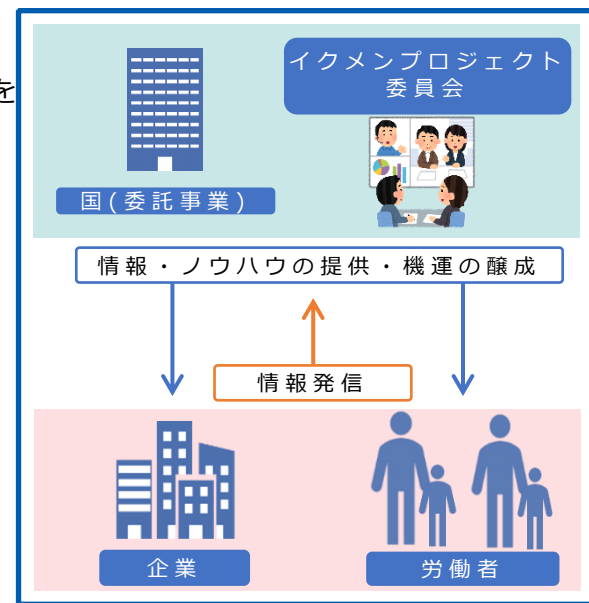 を
イクメンプロジェクト
委員会
国(委託事業)
情報・ノウハウの提供・機運の醸成
情報発信
企業
労働者